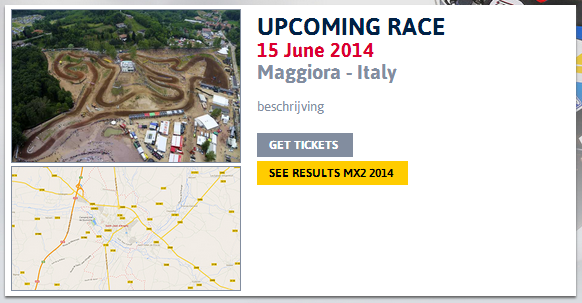 UPCOMING RACE
15 June 2014
Maggiora - Italy
beschrijving
GET TICKETS
SEE RESULTS MX2 2014